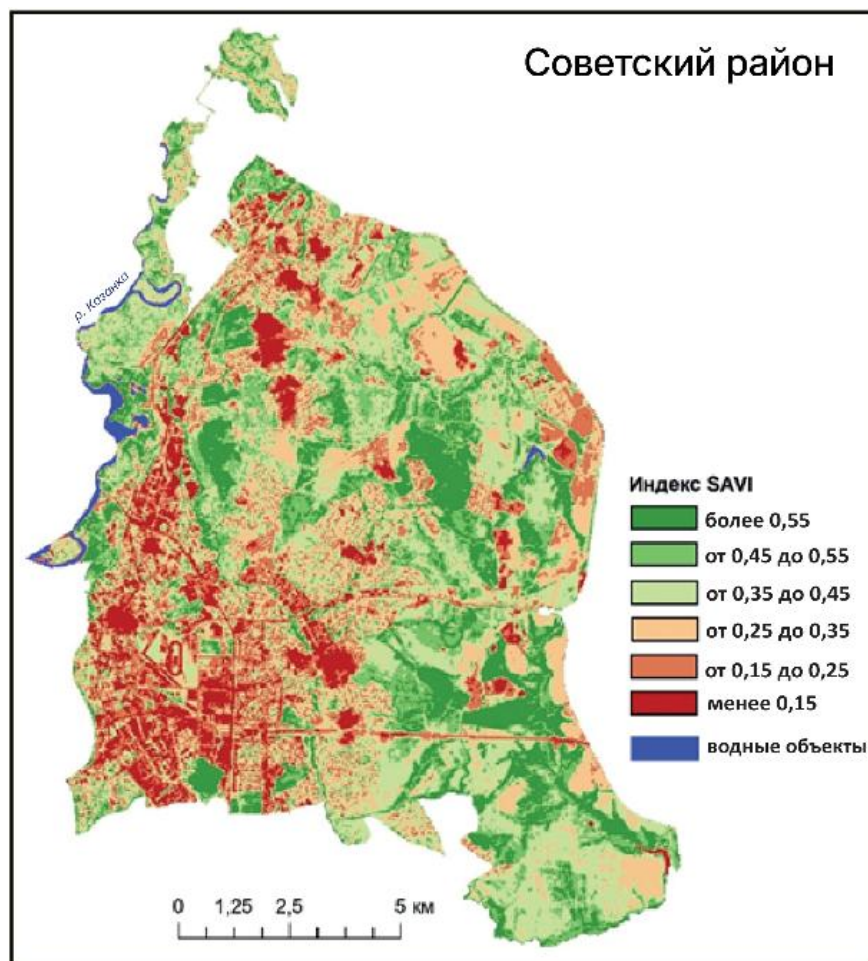 Советский район
р. Казанка
Индекс SAVI
более 0,55
от 0,45 до 0,55
от 0,35 до 0,45
от 0,25 до 0,35
от 0,15 до 0,25
менее 0,15
водные объекты
0 1,25 2,5 5 км